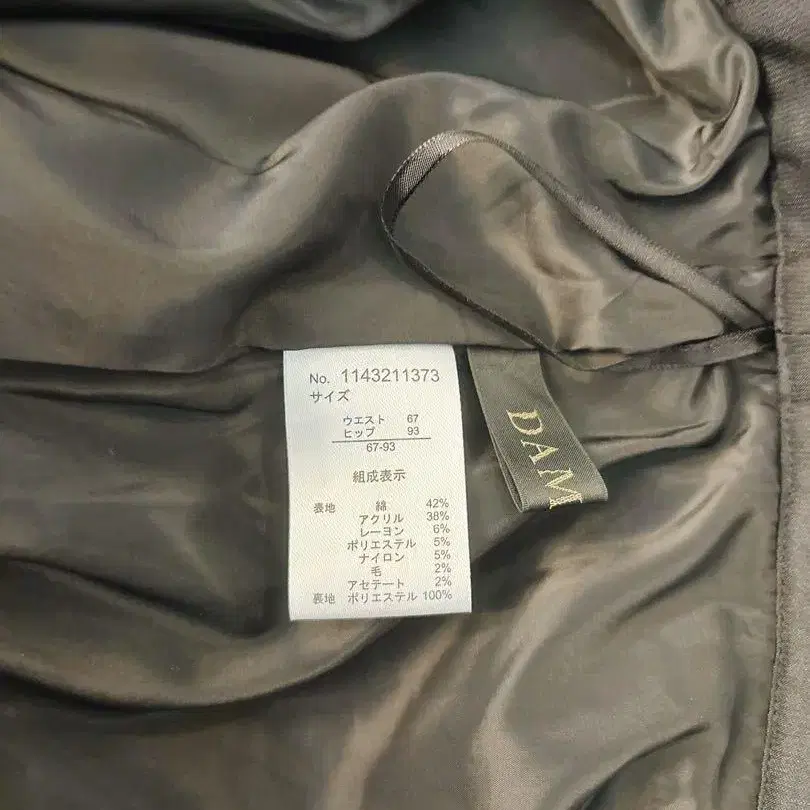 No. 1143211373
サイズ
ウエスト 67
ヒップ 93
67-93
組成表示
表地 綿 42%
アクリル 38%
レーヨン 6%
ポリエステル 5%
ナイロン 5%
毛 2%
アセテート 2%
裏地 ポリエステル 100%
DAM